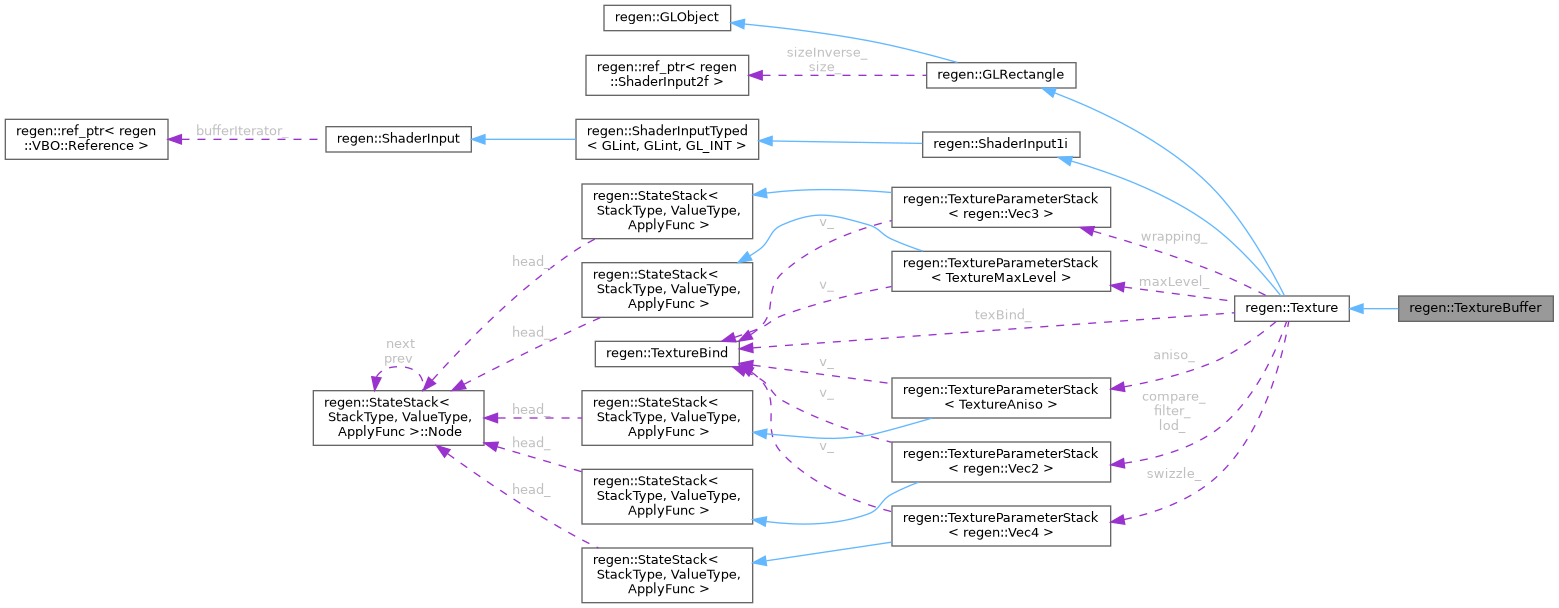 regen::GLObject
regen::ref_ptr< regen
::ShaderInput2f >
sizeInverse_
size_
regen::GLRectangle
regen::ref_ptr< regen
::VBO::Reference >
bufferIterator_
regen::ShaderInput
regen::ShaderInputTyped
< GLint, GLint, GL_INT >
regen::ShaderInput1i
regen::StateStack<
StackType, ValueType,
ApplyFunc >
regen::TextureParameterStack
< regen::Vec3 >
v_
wrapping_
head_
regen::StateStack<
StackType, ValueType,
ApplyFunc >
regen::TextureParameterStack
< TextureMaxLevel >
v_
maxLevel_
head_
regen::TextureBind
texBind_
regen::Texture
regen::TextureBuffer
next
prev
regen::StateStack<
StackType, ValueType,
ApplyFunc >::Node
head_
regen::StateStack<
StackType, ValueType,
ApplyFunc >
v_
regen::TextureParameterStack
< TextureAniso >
aniso_
v_
compare_
filter_
lod_
head_
regen::StateStack<
StackType, ValueType,
ApplyFunc >
v_
regen::TextureParameterStack
< regen::Vec2 >
swizzle_
head_
regen::StateStack<
StackType, ValueType,
ApplyFunc >
regen::TextureParameterStack
< regen::Vec4 >